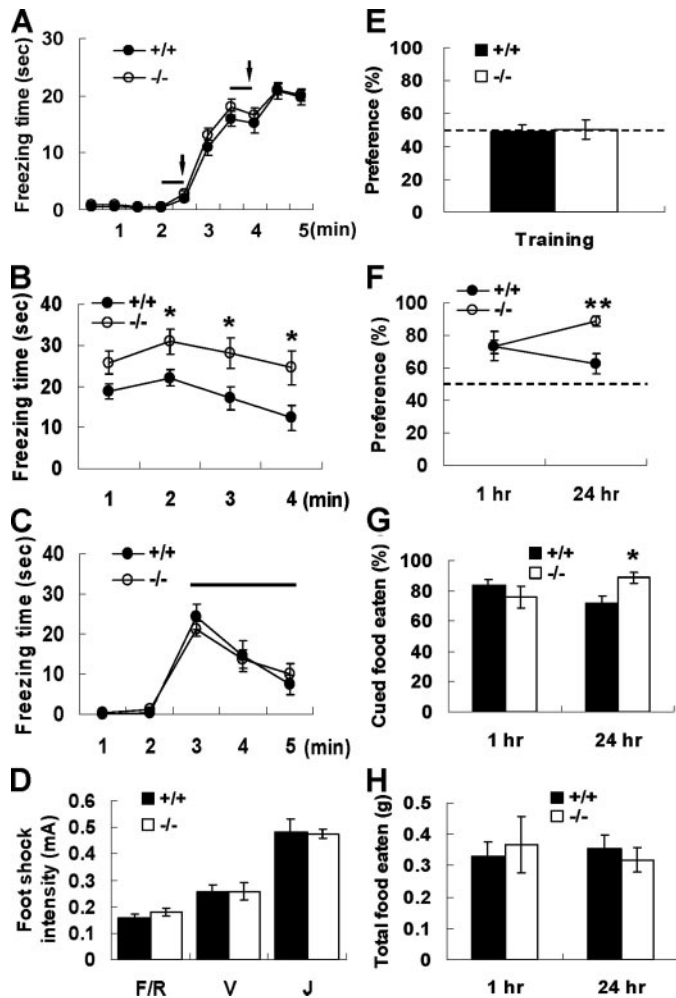 A
Freezing time (sec)
+/+
-/-
30
20
10
0
1 2 3 4 5(min)
B
Freezing time (sec)
+/+
-/-
* * *
40
30
20
10
0
1 2 3 4 (min)
C
Freezing time (sec)
+/+
-/-
40
30
20
10
0
1 2 3 4 5 (min)
D
Foot shock
intensity (mA)
+/+
-/-
0.6
0.5
0.4
0.3
0.2
0.1
0
F/R V J
E
Preference (%)
+/+
-/-
100
80
60
40
20
0
Training
F
Preference (%)
+/+
-/-
**
100
80
60
40
20
0
1 hr 24 hr
G
Cued food eaten (%)
+/+
-/-
*
100
80
60
40
20
0
1 hr 24 hr
H
Total food eaten (g)
+/+
-/-
0.5
0.4
0.3
0.2
0.1
0
1 hr 24 hr